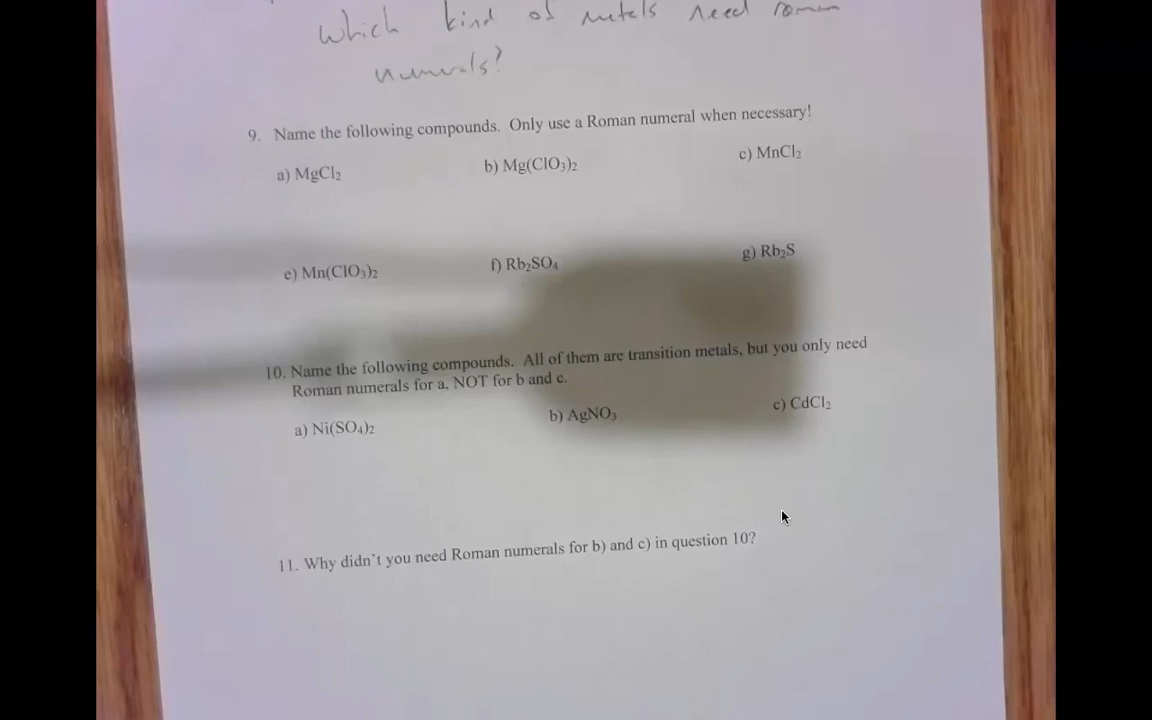 Which kind of metals need roman
numerals?
9. Name the following compounds. Only use a Roman numeral when necessary!
a) MgCl₂ b) Mg(ClO₃)₂ c) MnCl₂
e) Mn(ClO₃)₂ f) Rb₂SO₄ g) Rb₂S
10. Name the following compounds. All of them are transition metals, but you only need
Roman numerals for a, NOT for b and c.
a) Ni(SO₄)₂ b) AgNO₃ c) CdCl₂
11. Why didn't you need Roman numerals for b) and c) in question 10?